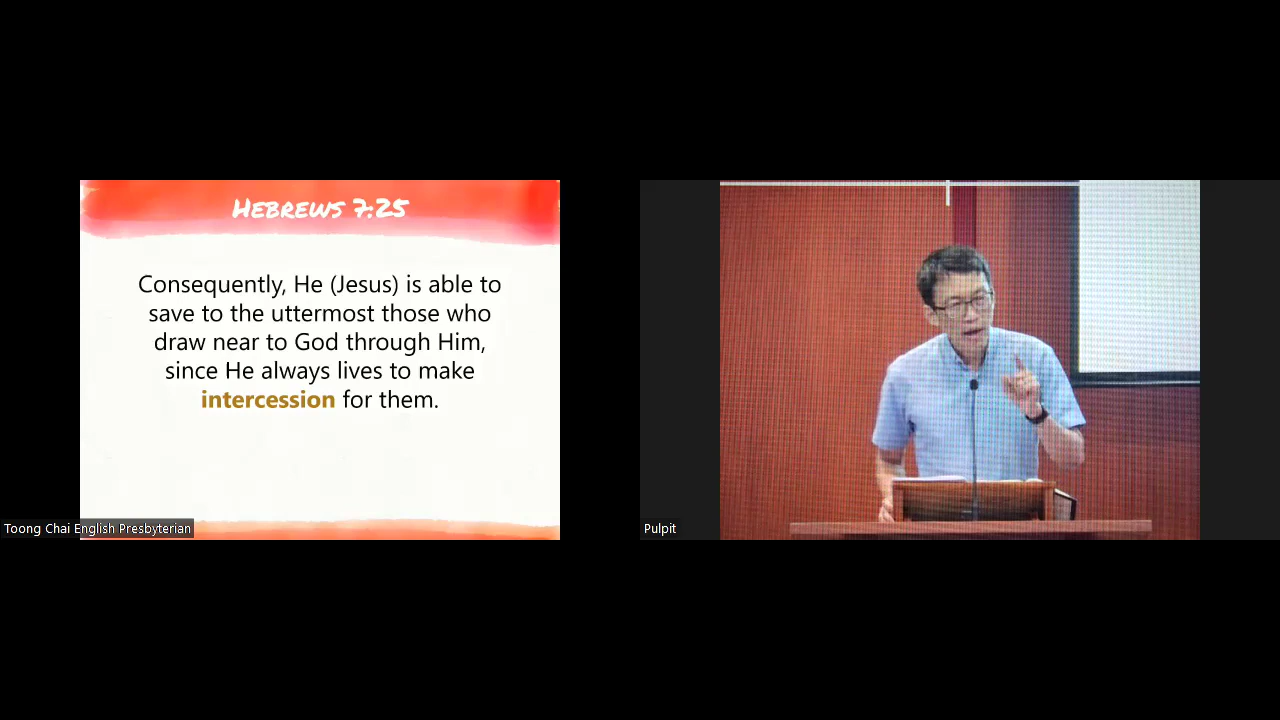 HEBREWS 7:25
Consequently, He (Jesus) is able to
save to the uttermost those who
draw near to God through Him,
since He always lives to make
intercession for them.
Toong Chai English Presbyterian
Pulpit